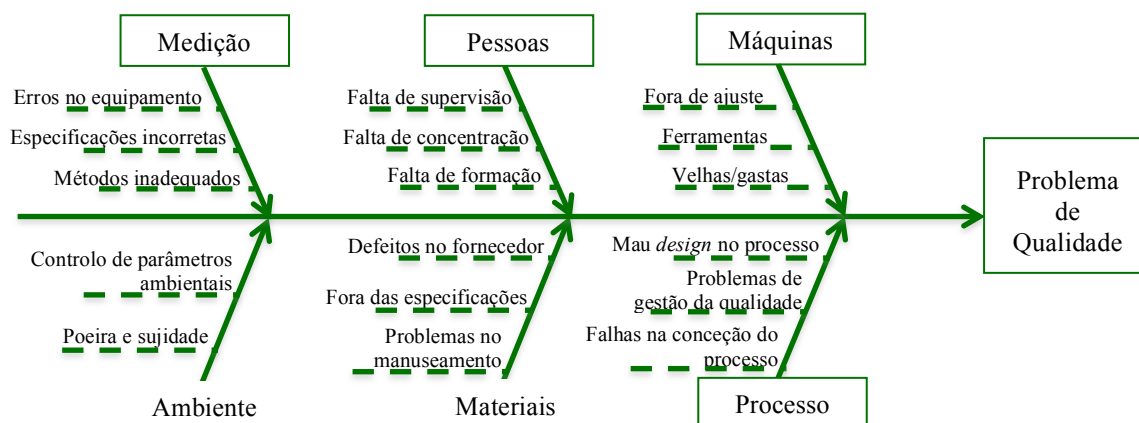 Medição
Pessoas
Máquinas
Erros no equipamento
Especificações incorretas
Métodos inadequados
Falta de supervisão
Falta de concentração
Falta de formação
Fora de ajuste
Ferramentas
Velhas/gastas
Problema
de
Qualidade
Controlo de parâmetros
ambientais
Poeira e sujidade
Defeitos no fornecedor
Fora das especificações
Problemas no
manuseamento
Mau design no processo
Problemas de
gestão da qualidade
Falhas na conceção do
processo
Ambiente
Materiais
Processo